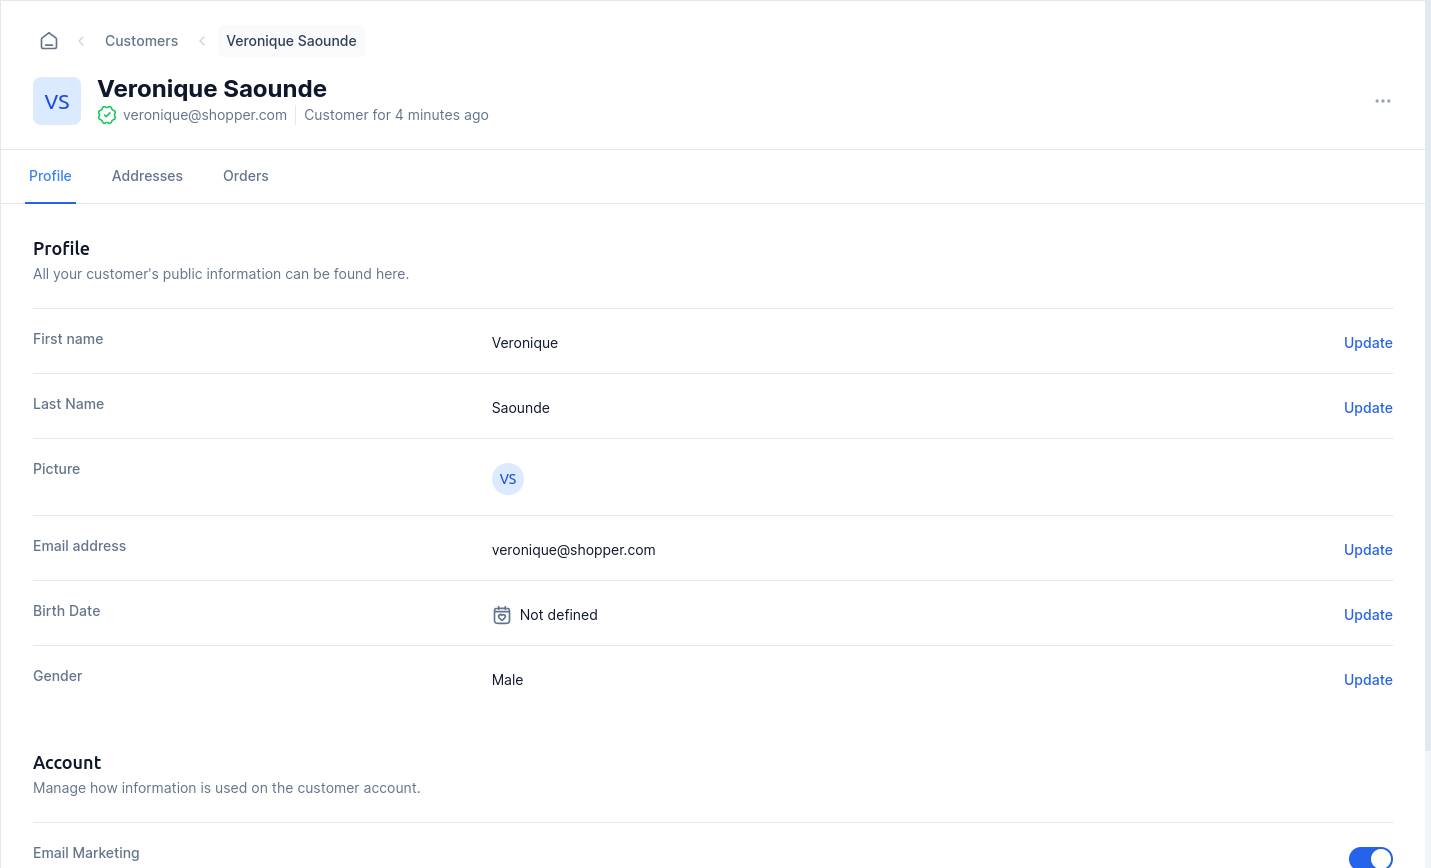 Customers
Veronique Saounde
VS
Veronique Saounde
veronique@shopper.com
Customer for 4 minutes ago
Profile
Addresses
Orders
Profile
All your customer's public information can be found here.
First name
Veronique
Update
Last Name
Saounde
Update
Picture
VS
Email address
veronique@shopper.com
Update
Birth Date
Not defined
Update
Gender
Male
Update
Account
Manage how information is used on the customer account.
Email Marketing